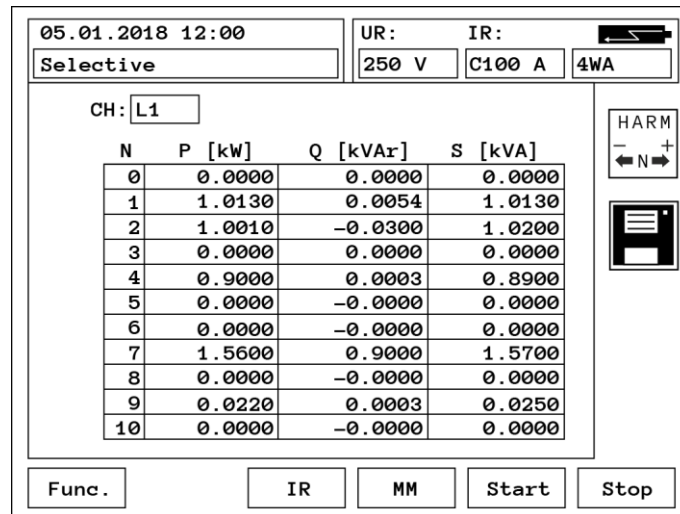 05.01.2018 12:00 UR: IR:
Selective 250 V C100 A 4WA
CH: L1
HARM
- +
N
N P [kW] Q [kVAr] S [kVA]
0 0.0000 0.0000 0.0000
1 1.0130 0.0054 1.0130
2 1.0010 -0.0300 1.0200
3 0.0000 0.0000 0.0000
4 0.9000 0.0003 0.8900
5 0.0000 -0.0000 0.0000
6 0.0000 -0.0000 0.0000
7 1.5600 0.9000 1.5700
8 0.0000 -0.0000 0.0000
9 0.0220 0.0003 0.0250
10 0.0000 -0.0000 0.0000
Func. IR MM Start Stop